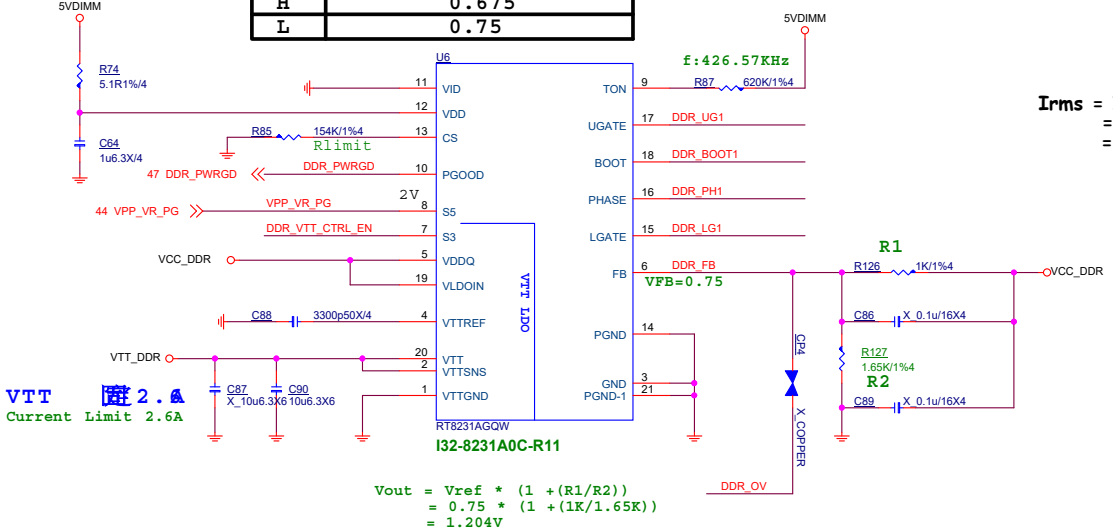 H 0.675
L 0.75
5VDIMM
5VDIMM
R74
5.1R1%/4
C64
1u6.3X/4
U6
f:426.57KHz
R87 620K/1%4
11 VID
12 VDD
13 CS
10 PGOOD
8 S5
7 S3
5 VDDQ
19 VLDOIN
4 VTTREF
20 VTT
2 VTTSNS
1 VTTGND
TON 9
UGATE 17 DDR_UG1
BOOT 18 DDR_BOOT1
PHASE 16 DDR_PH1
LGATE 15 DDR_LG1
FB 6 DDR_FB
VFB=0.75
PGND 14
GND 3
PGND-1 21
VTT LDO
R85 154K/1%4
Rlimit
47 DDR_PWRGD DDR_PWRGD
2V
44 VPP_VR_PG VPP_VR_PG
DDR_VTT_CTRL_EN
VCC_DDR
C88 3300p50X/4
VTT_DDR
C87
X_10u6.3X6
C90
10u6.3X6
VTT
Current Limit 2.6A
RT8231AGQW
I32-8231A0C-R11
Irms =
=
=
R1
R126 1K/1%4
VCC_DDR
C86 X_0.1u/16X4
R127
1.65K/1%4
R2
C89 X_0.1u/16X4
CP4
X_COPPER
DDR_OV
Vout = Vref * (1 +(R1/R2))
= 0.75 * (1 +(1K/1.65K))
= 1.204V